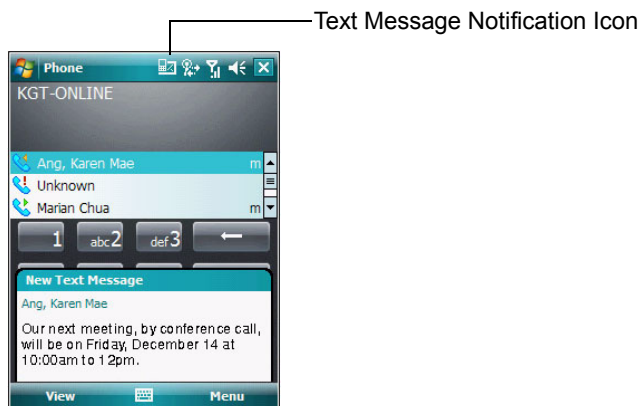 Text Message Notification Icon
Phone
KGT-ONLINE
Ang, Karen Mae m
Unknown
Marian Chua m
1 abc2 def3
New Text Message
Ang, Karen Mae
Our next meeting, by conference call,
will be on Friday, December 14 at
10:00am to 12pm.
View Menu